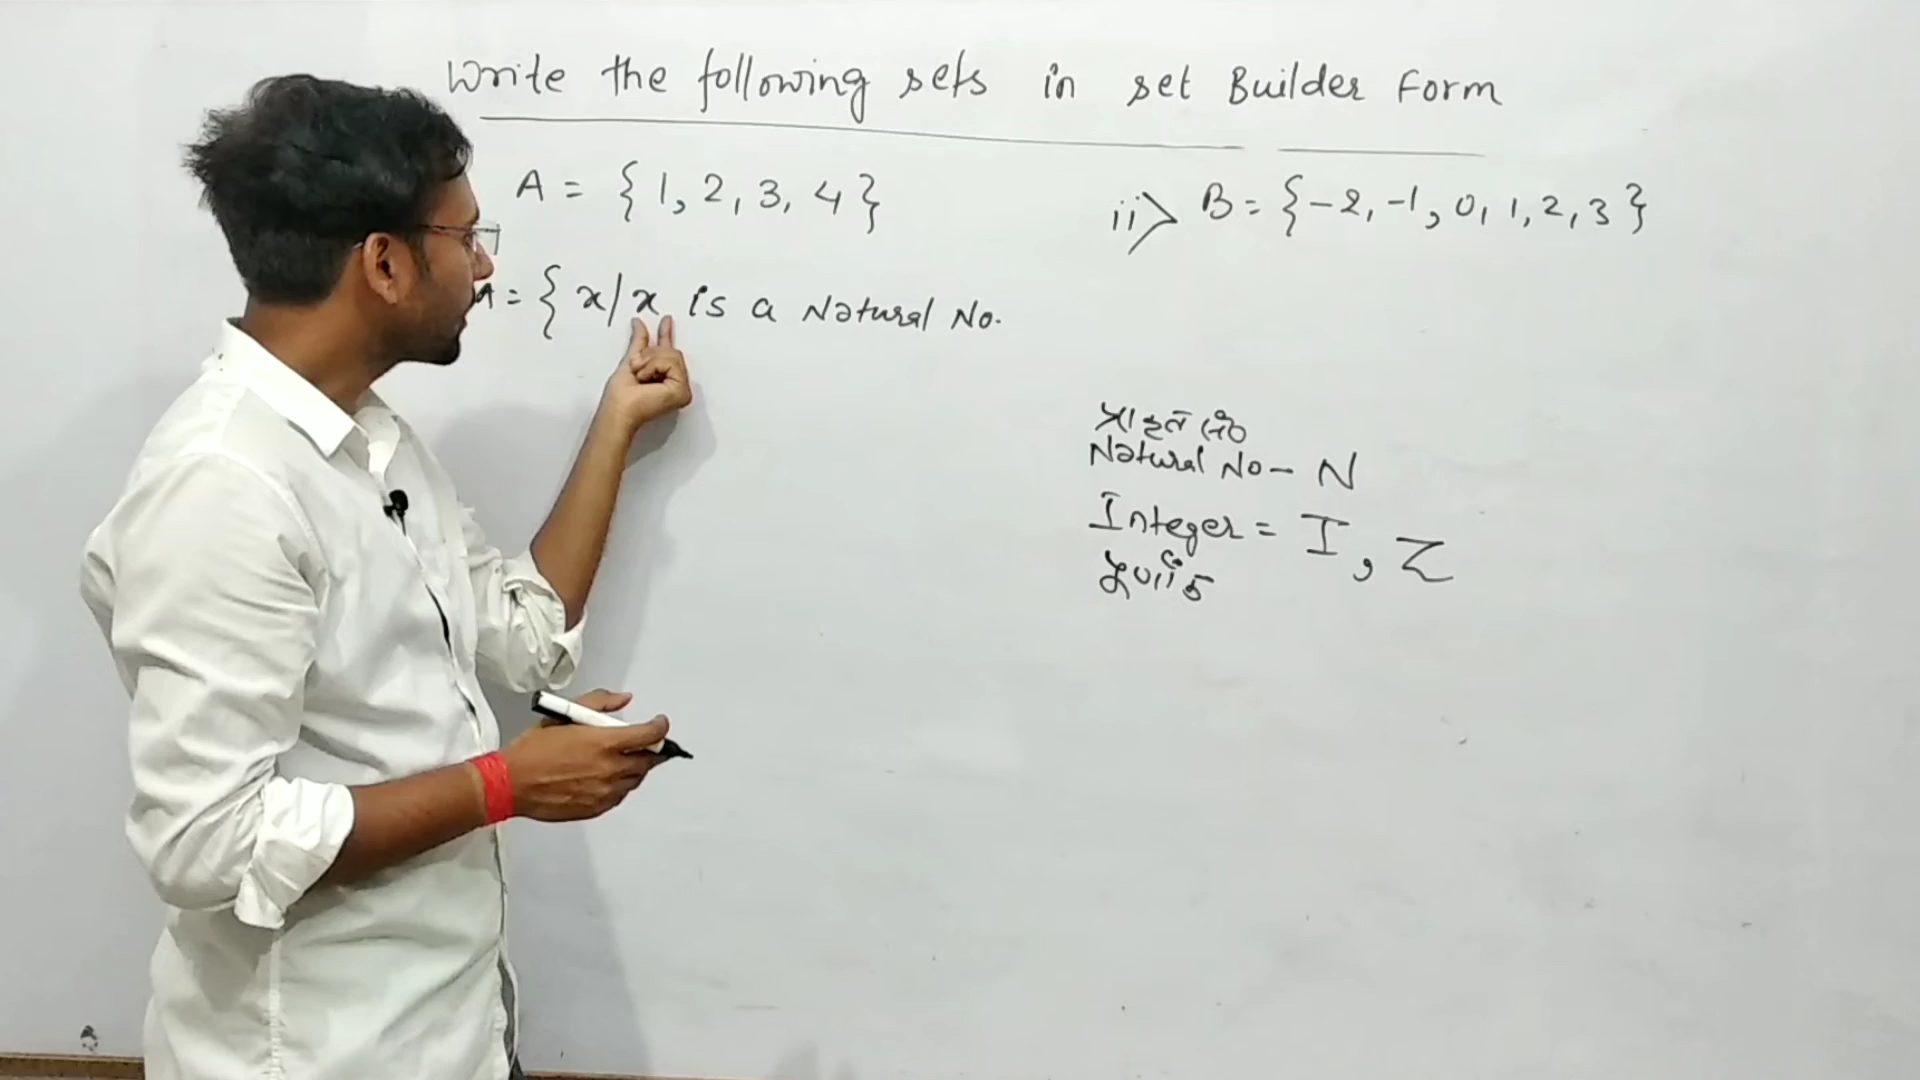 Write the following sets in set Builder Form
A = {1, 2, 3, 4}
ii> B = {-2, -1, 0, 1, 2, 3}
A = { x/x is a Natural No.
प्राकृत सं०
Natural No - N
Integer = I, Z
पूर्णांक